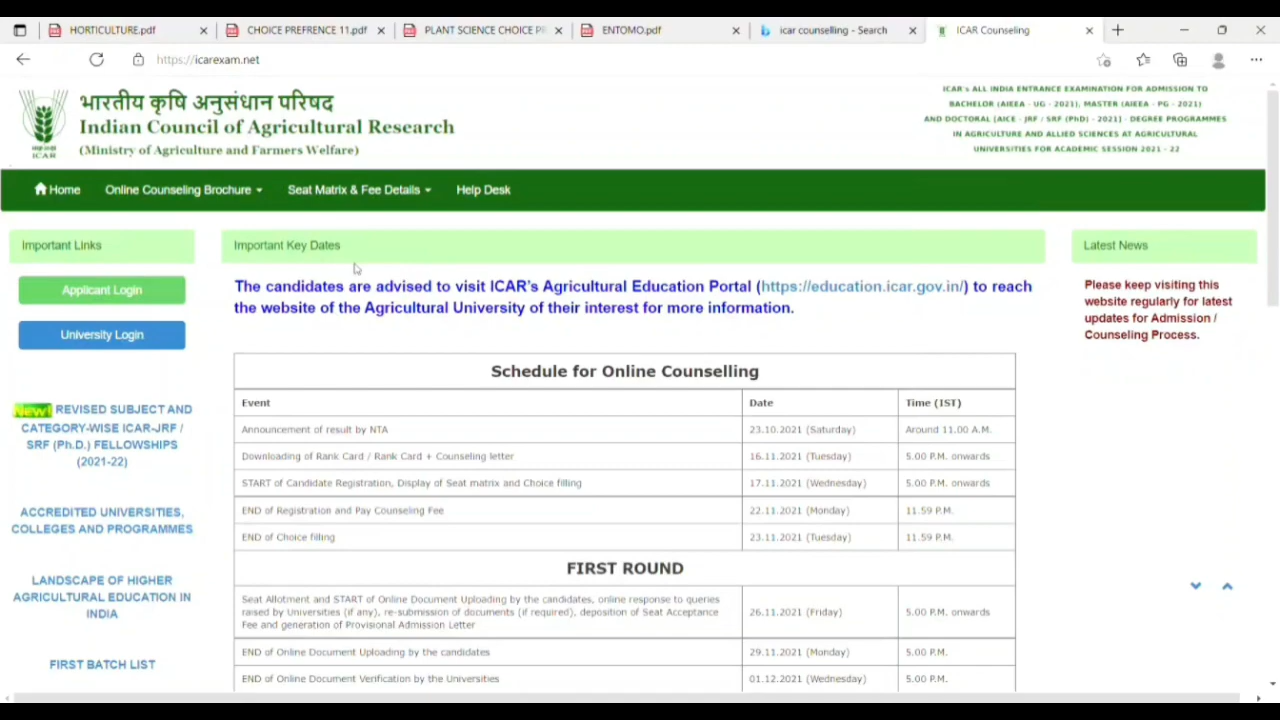 HORTICULTURE.pdf
CHOICE PREFRENCE 11.pdf
PLANT SCIENCE CHOICE PR
ENTOMO.pdf
icar counselling - Search
ICAR Counseling
https://icarexam.net
भारतीय कृषि अनुसंधान परिषद
Indian Council of Agricultural Research
(Ministry of Agriculture and Farmers Welfare)
ICAR
ICAR's ALL INDIA ENTRANCE EXAMINATION FOR ADMISSION TO
BACHELOR (AIEEA - UG - 2021), MASTER (AIEEA - PG - 2021)
AND DOCTORAL (AICE - JRF / SRF (PhD) - 2021) - DEGREE PROGRAMMES
IN AGRICULTURE AND ALLIED SCIENCES AT AGRICULTURAL
UNIVERSITIES FOR ACADEMIC SESSION 2021 - 22
Home
Online Counseling Brochure
Seat Matrix & Fee Details
Help Desk
Important Links
Applicant Login
University Login
New! REVISED SUBJECT AND
CATEGORY-WISE ICAR-JRF /
SRF (Ph.D.) FELLOWSHIPS
(2021-22)
ACCREDITED UNIVERSITIES,
COLLEGES AND PROGRAMMES
LANDSCAPE OF HIGHER
AGRICULTURAL EDUCATION IN
INDIA
FIRST BATCH LIST
Important Key Dates
The candidates are advised to visit ICAR's Agricultural Education Portal (https://education.icar.gov.in/) to reach
the website of the Agricultural University of their interest for more information.
Schedule for Online Counselling
Event Date Time (IST)
Announcement of result by NTA 23.10.2021 (Saturday) Around 11.00 A.M.
Downloading of Rank Card / Rank Card + Counseling letter 16.11.2021 (Tuesday) 5.00 P.M. onwards
START of Candidate Registration, Display of Seat matrix and Choice filling 17.11.2021 (Wednesday) 5.00 P.M. onwards
END of Registration and Pay Counseling Fee 22.11.2021 (Monday) 11.59 P.M.
END of Choice filling 23.11.2021 (Tuesday) 11.59 P.M.
FIRST ROUND
Seat Allotment and START of Online Document Uploading by the candidates, online response to queries
raised by Universities (if any), re-submission of documents (if required), deposition of Seat Acceptance
Fee and generation of Provisional Admission Letter
26.11.2021 (Friday) 5.00 P.M. onwards
END of Online Document Uploading by the candidates 29.11.2021 (Monday) 5.00 P.M.
END of Online Document Verification by the Universities 01.12.2021 (Wednesday) 5.00 P.M.
Latest News
Please keep visiting this
website regularly for latest
updates for Admission /
Counseling Process.